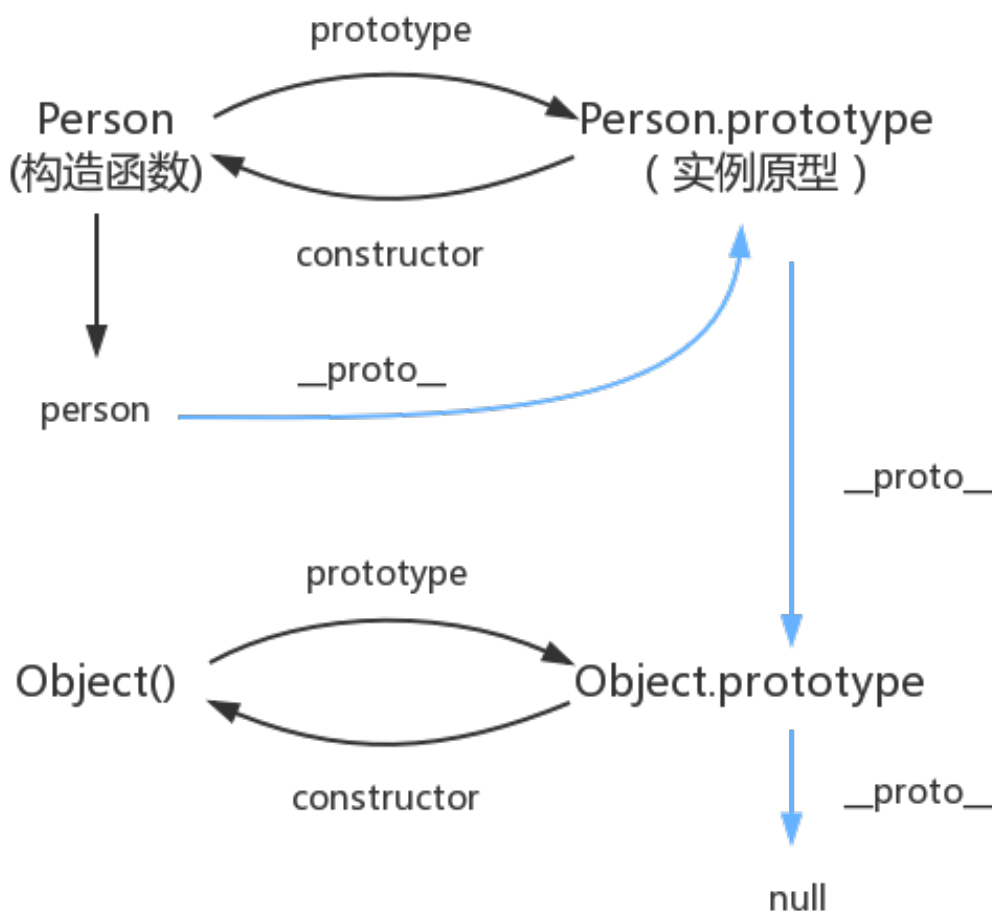 prototype
Person
(构造函数)
Person.prototype
（实例原型）
constructor
__proto__
person
__proto__
prototype
Object()
Object.prototype
constructor
__proto__
null